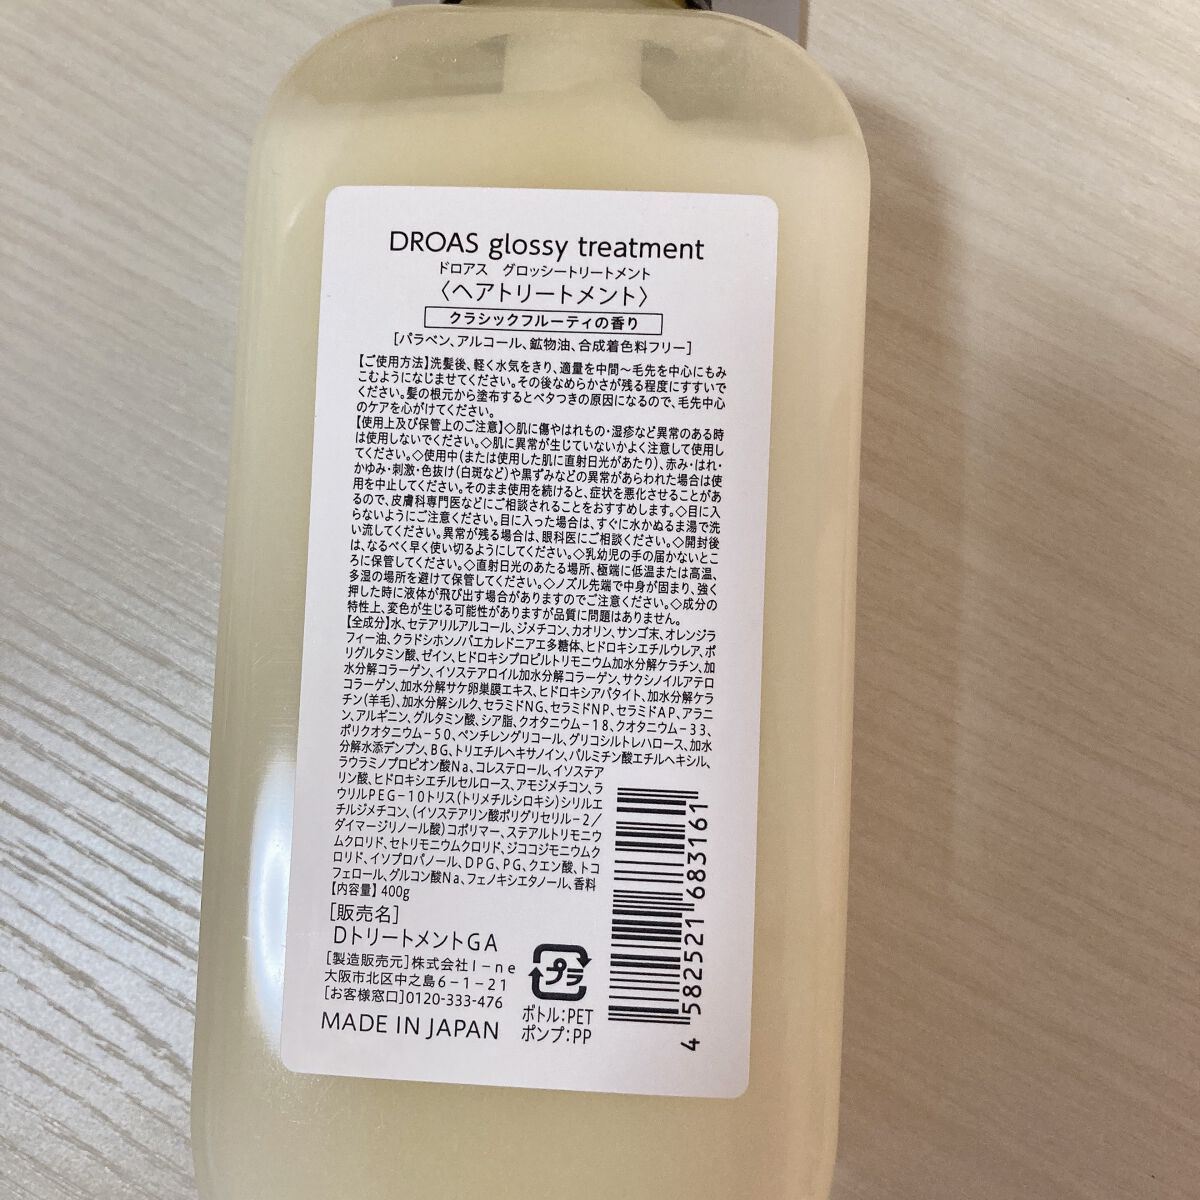 DROAS glossy treatment
ドロアス グロッシートリートメント
〈ヘアトリートメント〉
クラシックフルーティの香り
[パラベン、アルコール、鉱物油、合成着色料フリー]
【ご使用方法】洗髪後、軽く水気をきり、適量を中間～毛先を中心にもみ
こむようになじませてください。その後なめらかさが残る程度にすすいで
ください。髪の根元から塗布するとベタつきの原因になるので、毛先中心
のケアを心がけてください。
【使用上及び保管上のご注意】◇肌に傷やはれもの・湿疹など異常のある時
は使用しないでください。◇肌に異常が生じていないかよく注意して使用し
てください。◇使用中(または使用した肌に直射日光があたり)、赤み・はれ・
かゆみ・刺激・色抜け(白斑など)や黒ずみなどの異常があらわれた場合は使
用を中止してください。そのまま使用を続けると、症状を悪化させることがあ
るので、皮膚科専門医などにご相談されることをおすすめします。◇目に入
らないようにご注意ください。目に入った場合は、すぐに水かぬるま湯で洗
い流してください。異常が残る場合は、眼科医にご相談ください。◇開封後
は、なるべく早く使い切るようにしてください。◇乳幼児の手の届かないとこ
ろに保管してください。◇直射日光のあたる場所、極端に低温または高温、
多湿の場所を避けて保管してください。◇ノズル先端で中身が固まり、強く
押した時に液体が飛び出す場合がありますのでご注意ください。◇成分の
特性上、変色が生じる可能性がありますが品質に問題はありません。
【全成分】水、セテアリルアルコール、ジメチコン、カオリン、サンゴ末、オレンジラ
フィー油、クラドシホンノバエカレドニアエ多糖体、ヒドロキシエチルウレア、ポ
リグルタミン酸、ゼイン、ヒドロキシプロピルトリモニウム加水分解ケラチン、加
水分解コラーゲン、イソステアロイル加水分解コラーゲン、サクシノイルアテロ
コラーゲン、加水分解サケ卵巣膜エキス、ヒドロキシアパタイト、加水分解ケラ
チン(羊毛)、加水分解シルク、セラミドNG、セラミドNP、セラミドAP、アラニ
ン、アルギニン、グルタミン酸、シア脂、クオタニウム-18、クオタニウム-33、
ポリクオタニウム-50、ペンチレングリコール、グリコシルトレハロース、加水
分解水添デンプン、BG、トリエチルヘキサノイン、パルミチン酸エチルヘキシル、
ラウラミノプロピオン酸Na、コレステロール、イソステア
リン酸、ヒドロキシエチルセルロース、アモジメチコン、ラ
ウリルPEG-10トリス(トリメチルシロキシ)シリルエ
チルジメチコン、(イソステアリン酸ポリグリセリル-2／
ダイマージリノール酸)コポリマー、ステアルトリモニウ
ムクロリド、セトリモニウムクロリド、ジココジモニウムク
ロリド、イソプロパノール、DPG、PG、クエン酸、トコ
フェロール、グルコン酸Na、フェノキシエタノール、香料
【内容量】400g
[販売名]
DトリートメントGA
[製造販売元]株式会社I-ne
大阪市北区中之島6-1-21
[お客様窓口]0120-333-476
MADE IN JAPAN
プラ
ボトル:PET
ポンプ:PP
4 582521 683161